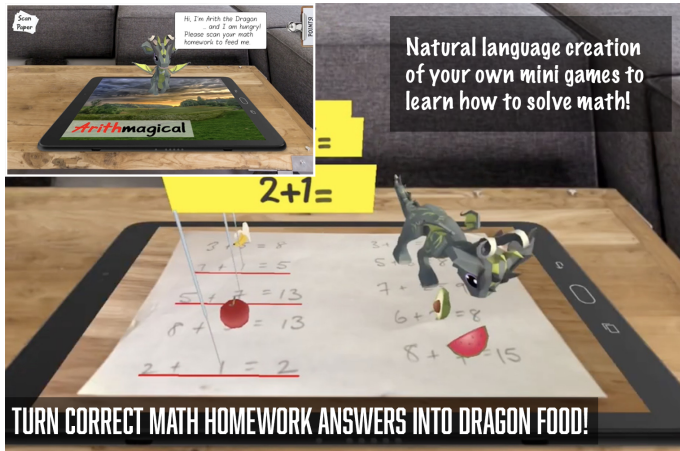 Scan
Paper
Hi, I'm Arith the Dragon
.. and I am hungry!
Please scan your math
homework to feed me.
POINTS:
Arithmagical
Natural language creation
of your own mini games to
learn how to solve math!
=
2+1=
3 + = 8
7 + = 5
5 + 7 = 13
8 + = 13
2 + 1 = 2
3+
5 + 8
7 +
6 + = 8
8 + = 15
TURN CORRECT MATH HOMEWORK ANSWERS INTO DRAGON FOOD!